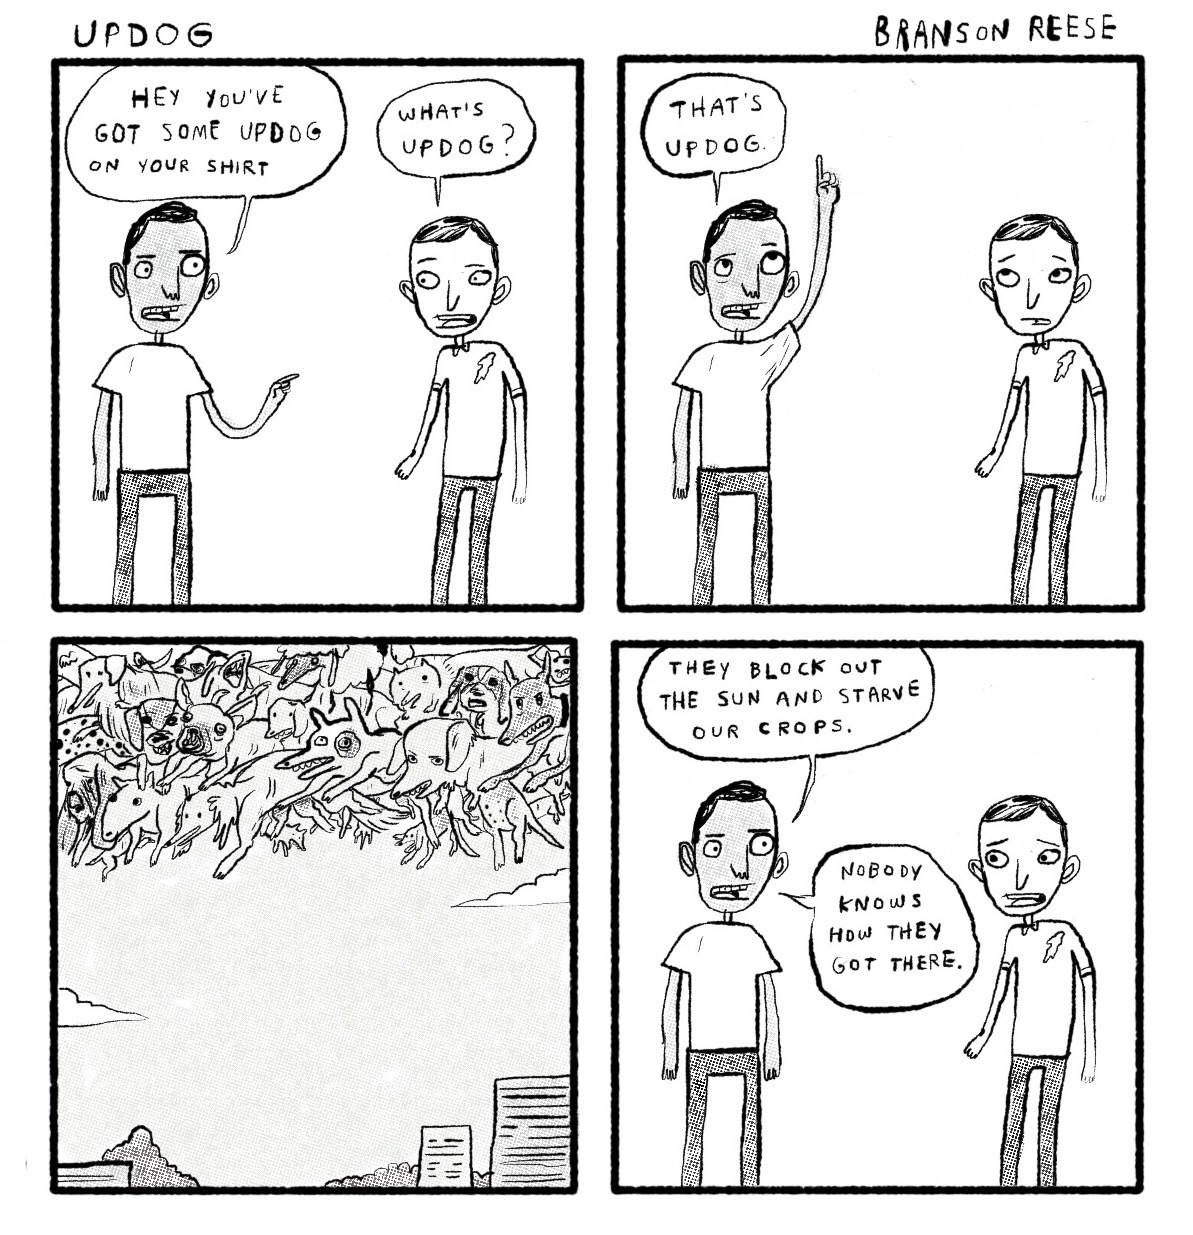 UPDOG
BRANSON REESE
HEY YOU'VE
GOT SOME UPDOG
ON YOUR SHIRT
WHAT'S
UPDOG?
THAT'S
UPDOG.
THEY BLOCK OUT
THE SUN AND STARVE
OUR CROPS.
NOBODY
KNOWS
HOW THEY
GOT THERE.